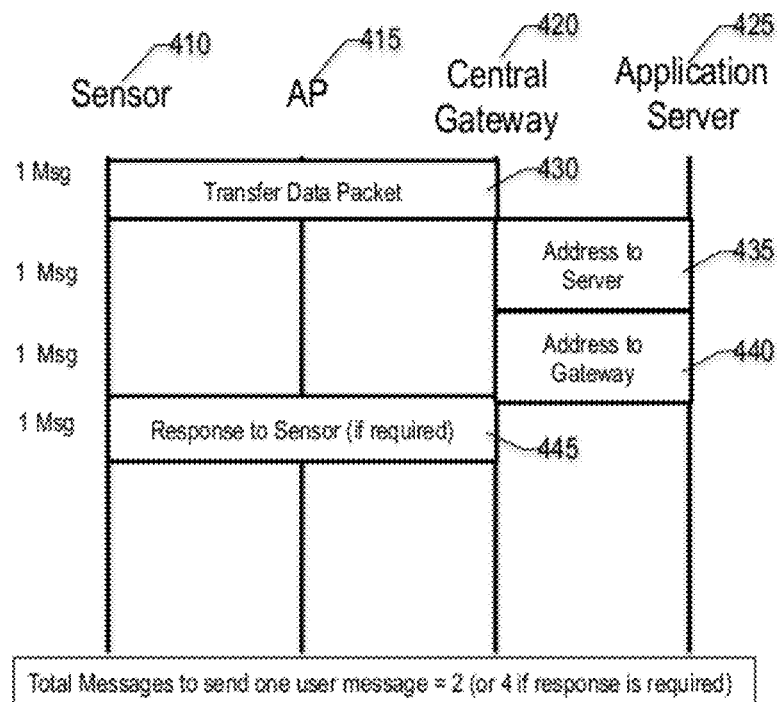 410
415
420
425
Sensor
AP
Central
Gateway
Application
Server
1 Msg
Transfer Data Packet
430
1 Msg
Address to
Server
435
1 Msg
Address to
Gateway
440
1 Msg
Response to Sensor (if required)
445
Total Messages to send one user message = 2 (or 4 if response is required)